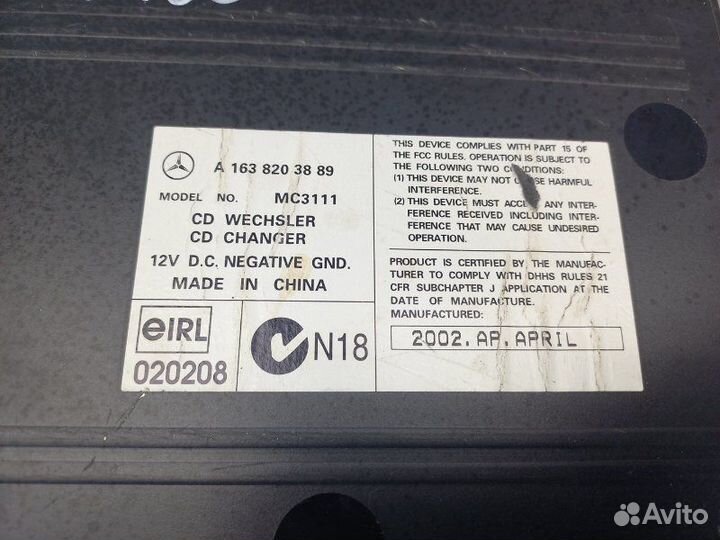 A 163 820 38 89
MODEL NO. MC3111
CD WECHSLER
CD CHANGER
12V D.C. NEGATIVE GND.
MADE IN CHINA
eIRL
020208
N18
THIS DEVICE COMPLIES WITH PART 15 OF
THE FCC RULES. OPERATION IS SUBJECT TO
THE FOLLOWING TWO CONDITIONS:
(1) THIS DEVICE MAY NOT CAUSE HARMFUL
INTERFERENCE.
(2) THIS DEVICE MUST ACCEPT ANY INTER-
FERENCE RECEIVED INCLUDING INTER-
FERENCE THAT MAY CAUSE UNDESIRED
OPERATION.
PRODUCT IS CERTIFIED BY THE MANUFAC-
TURER TO COMPLY WITH DHHS RULES 21
CFR SUBCHAPTER J APPLICATION AT THE
DATE OF MANUFACTURE.
MANUFACTURED:
2002.AP.APRIL
Avito